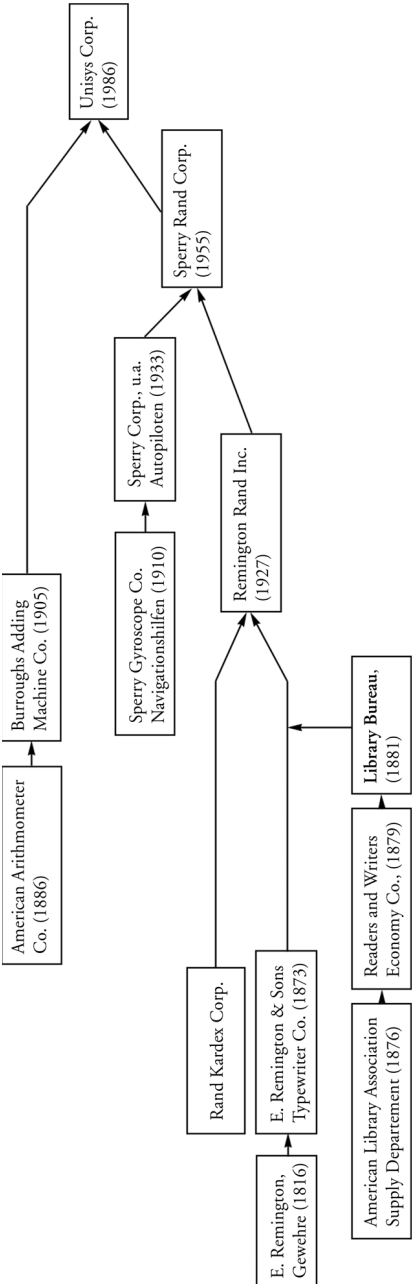 American Arithmometer
Co. (1886)
Burroughs Adding
Machine Co. (1905)
Unisys Corp.
(1986)
Sperry Gyroscope Co.
Navigationshilfen (1910)
Sperry Corp., u.a.
Autopiloten (1933)
Sperry Rand Corp.
(1955)
Rand Kardex Corp.
Remington Rand Inc.
(1927)
E. Remington,
Gewehre (1816)
E. Remington & Sons
Typewriter Co. (1873)
American Library Association
Supply Departement (1876)
Readers and Writers
Economy Co., (1879)
Library Bureau,
(1881)